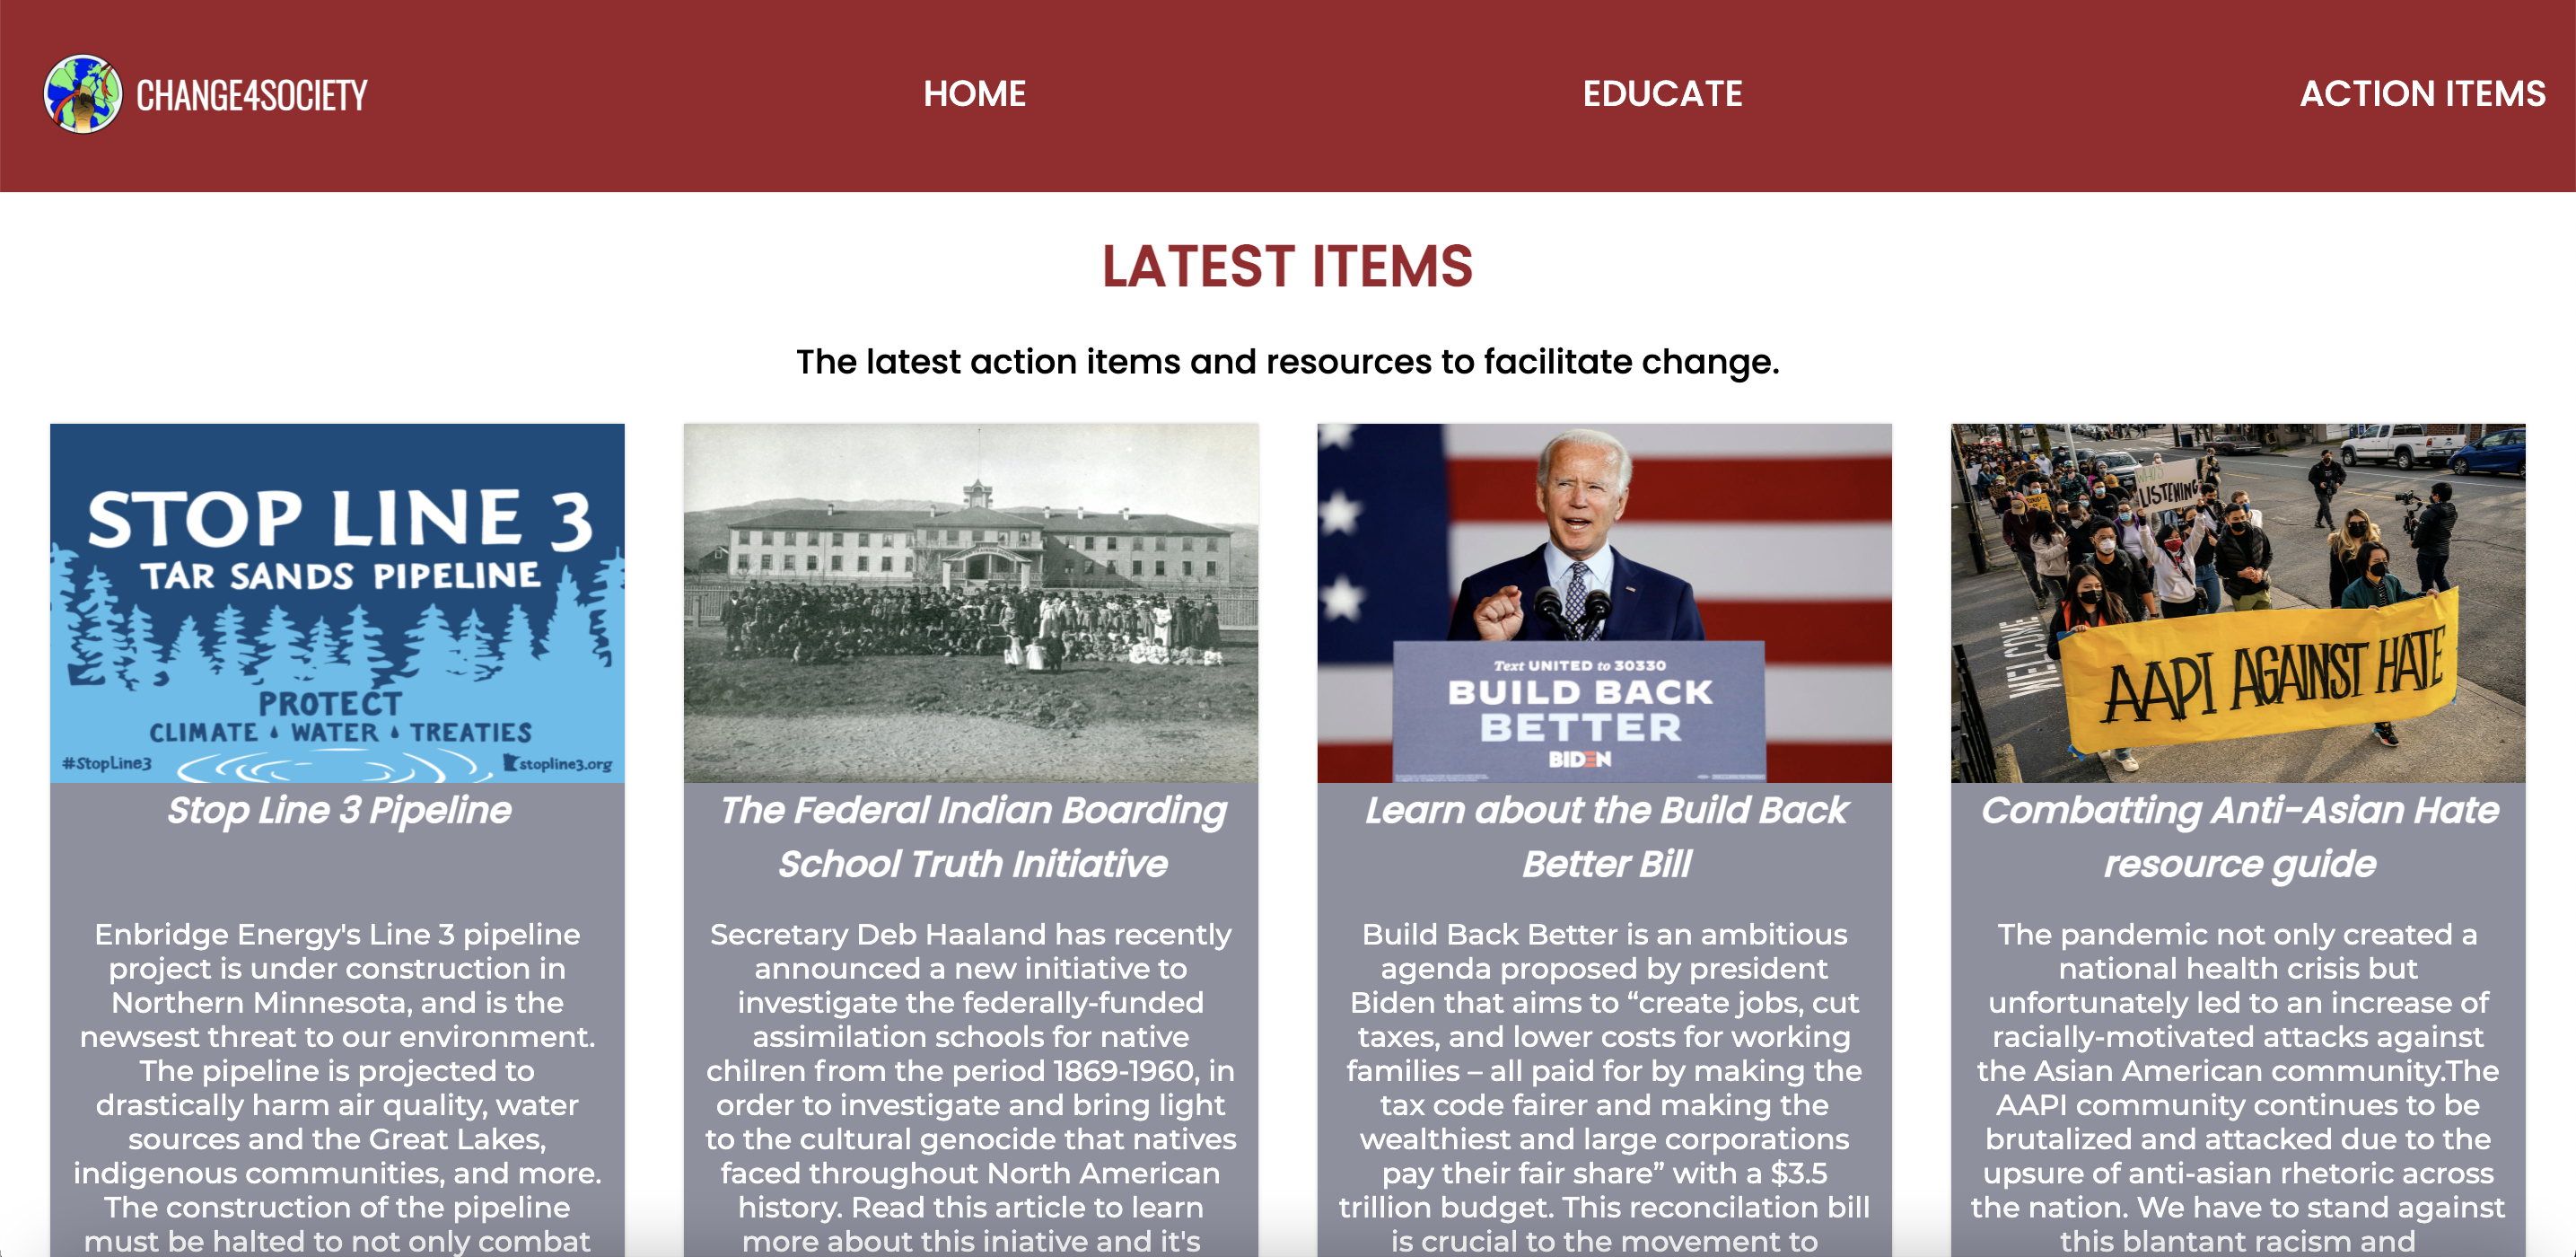 CHANGE4SOCIETY
HOME
EDUCATE
ACTION ITEMS
LATEST ITEMS
The latest action items and resources to facilitate change.
STOP LINE 3
TAR SANDS PIPELINE
PROTECT
CLIMATE WATER TREATIES
#StopLine3
stopline3.org
Stop Line 3 Pipeline
Enbridge Energy's Line 3 pipeline
project is under construction in
Northern Minnesota, and is the
newsest threat to our environment.
The pipeline is projected to
drastically harm air quality, water
sources and the Great Lakes,
indigenous communities, and more.
The construction of the pipeline
must be halted to not only combat
The Federal Indian Boarding
School Truth Initiative
Secretary Deb Haaland has recently
announced a new initiative to
investigate the federally-funded
assimilation schools for native
chilren from the period 1869-1960, in
order to investigate and bring light
to the cultural genocide that natives
faced throughout North American
history. Read this article to learn
more about this iniative and it's
Text UNITED to 30330
BUILD BACK
BETTER
BIDEN
Learn about the Build Back
Better Bill
Build Back Better is an ambitious
agenda proposed by president
Biden that aims to “create jobs, cut
taxes, and lower costs for working
families – all paid for by making the
tax code fairer and making the
wealthiest and large corporations
pay their fair share” with a $3.5
trillion budget. This reconcilation bill
is crucial to the movement to
LISTENING
WELCOME
AAPI AGAINST HATE
Combatting Anti-Asian Hate
resource guide
The pandemic not only created a
national health crisis but
unfortunately led to an increase of
racially-motivated attacks against
the Asian American community.The
AAPI community continues to be
brutalized and attacked due to the
upsure of anti-asian rhetoric across
the nation. We have to stand against
this blantant racism and